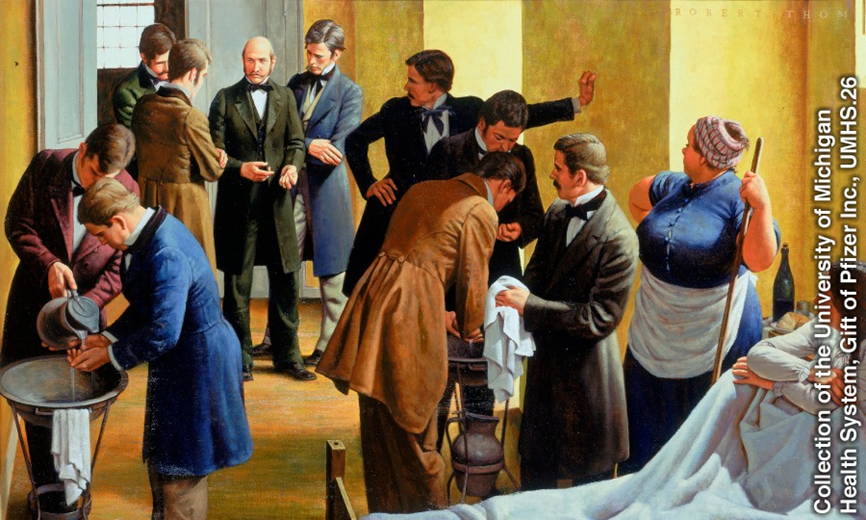 ROBERT THOM
Collection of the University of Michigan
Health System, Gift of Pfizer Inc., UMHS.26